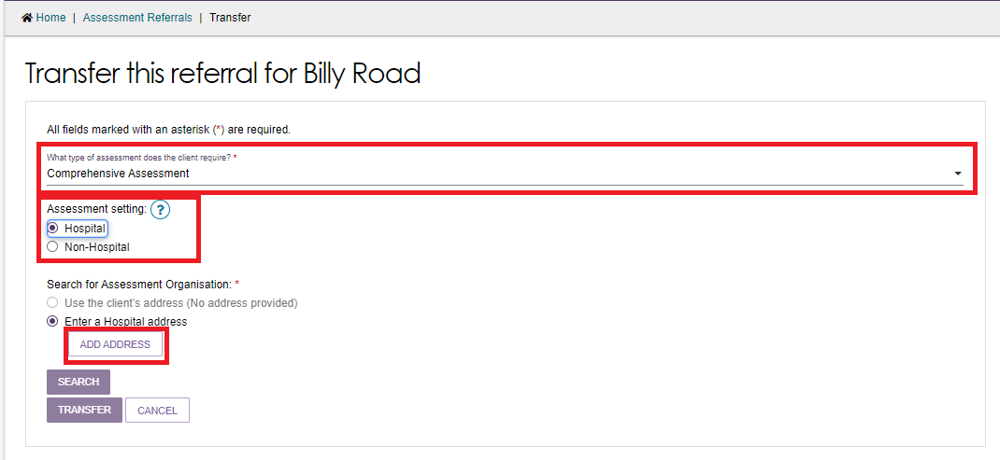 Home | Assessment Referrals | Transfer
Transfer this referral for Billy Road
All fields marked with an asterisk (*) are required.
What type of assessment does the client require? *
Comprehensive Assessment
Assessment setting: ?
Hospital
Non-Hospital
Search for Assessment Organisation: *
Use the client's address (No address provided)
Enter a Hospital address
ADD ADDRESS
SEARCH
TRANSFER CANCEL